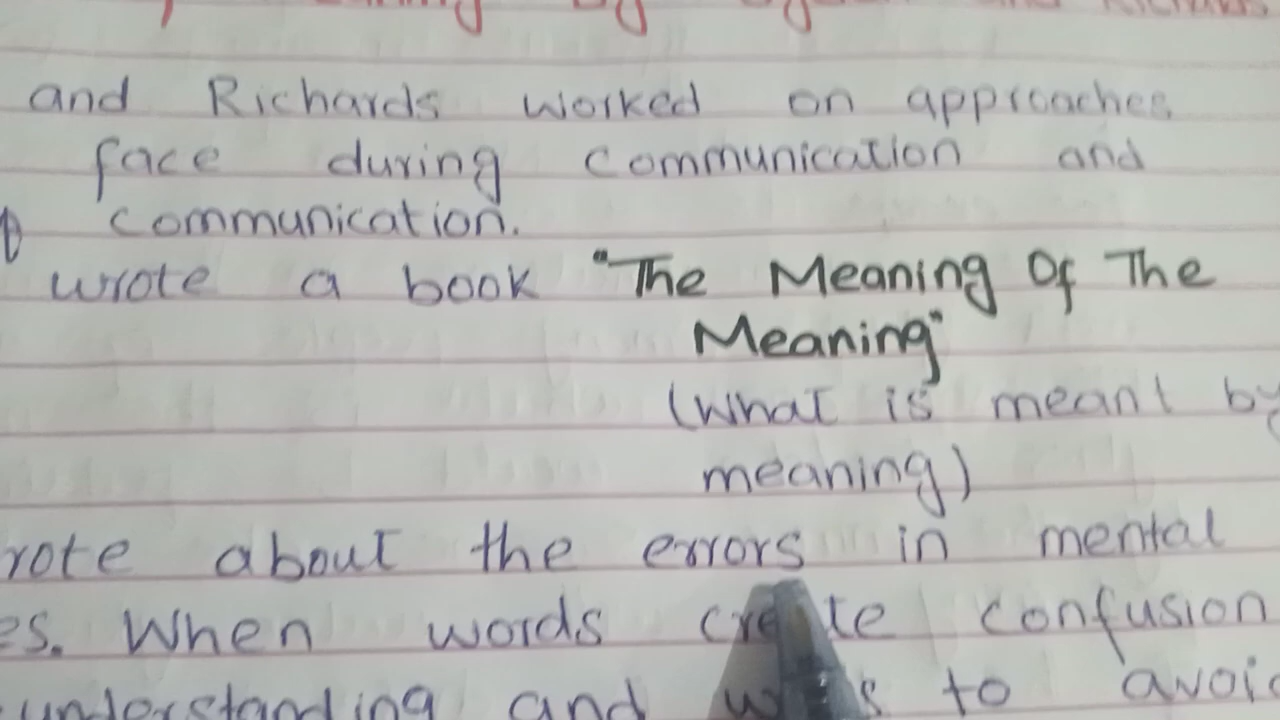 and Richards worked on approaches
face during communication and
communication.
wrote a book "The Meaning Of The
Meaning"
(What is meant by
meaning)
rote about the errors in mental
es. When words create confusion
understanding and to avoid